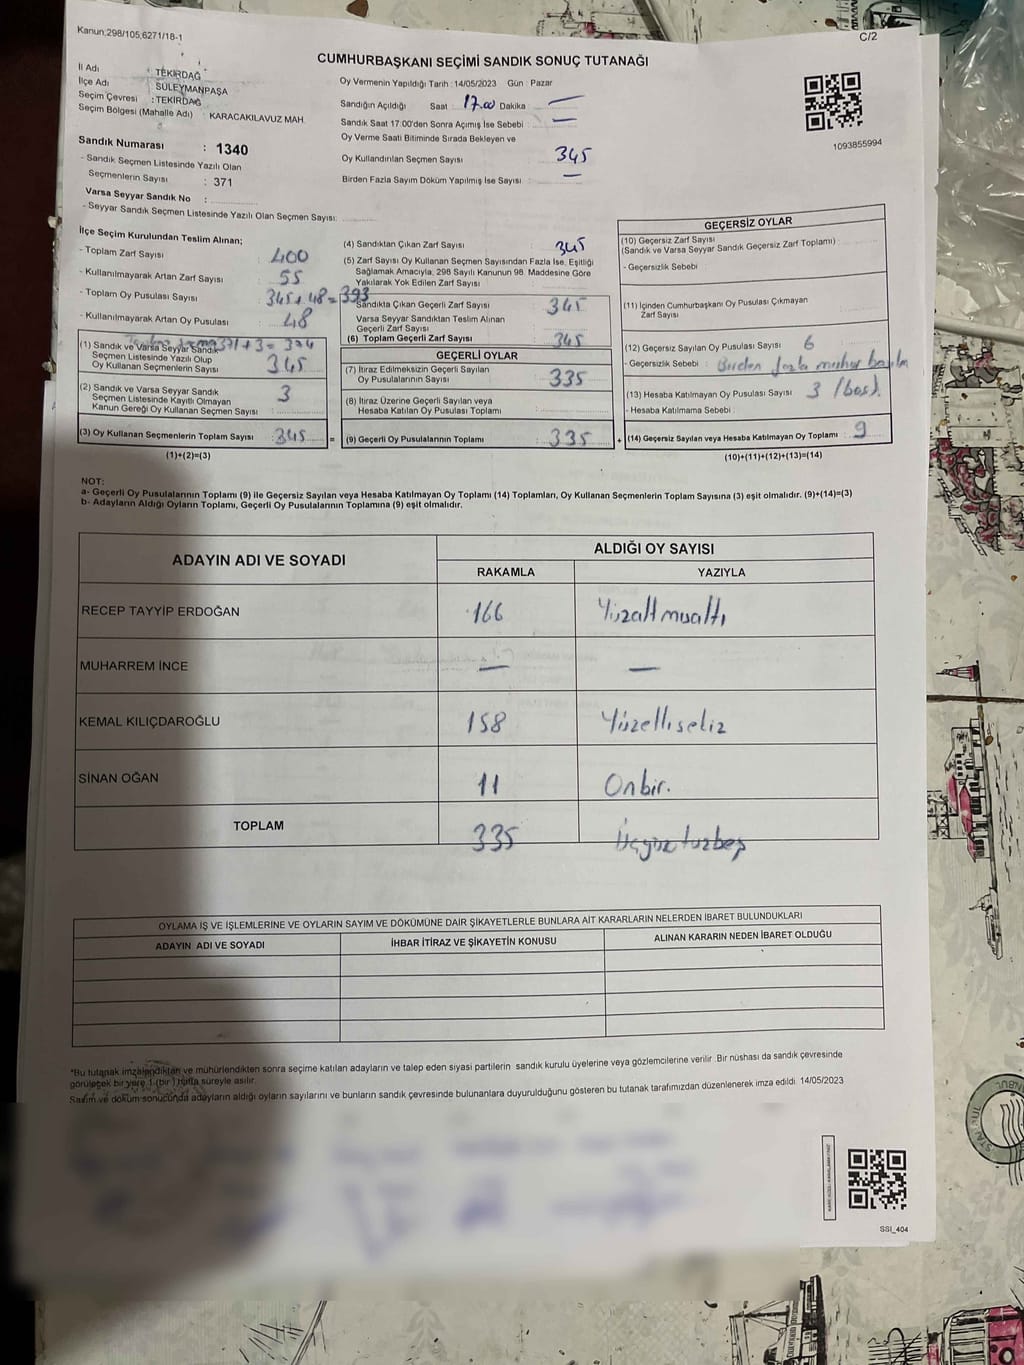 Kanun:298/105,6271/18-1
C/2
CUMHURBAŞKANI SEÇİMİ SANDIK SONUÇ TUTANAĞI
İl Adı : TEKİRDAĞ
İlçe Adı : SÜLEYMANPAŞA
Seçim Çevresi : TEKİRDAĞ
Seçim Bölgesi (Mahalle Adı) : KARACAKILAVUZ MAH.
Sandık Numarası : 1340
- Sandık Seçmen Listesinde Yazılı Olan
Seçmenlerin Sayısı : 371
Varsa Seyyar Sandık No :
- Seyyar Sandık Seçmen Listesinde Yazılı Olan Seçmen Sayısı:
Oy Vermenin Yapıldığı Tarih : 14/05/2023 Gün : Pazar
Sandığın Açıldığı Saat 17.00 Dakika —
Sandık Saat 17:00'den Sonra Açımış İse Sebebi : —
Oy Verme Saati Bitiminde Sırada Bekleyen ve
Oy Kullandırılan Seçmen Sayısı 345
Birden Fazla Sayım Döküm Yapılmış İse Sayısı : —
1093855994
İlçe Seçim Kurulundan Teslim Alınan;
- Toplam Zarf Sayısı : 400
- Kullanılmayarak Artan Zarf Sayısı : 55
- Toplam Oy Pusulası Sayısı : 345+48=393
- Kullanılmayarak Artan Oy Pusulası : 48
371+3=374
(1) Sandık ve Varsa Seyyar Sandık
Seçmen Listesinde Yazılı Olup
Oy Kullanan Seçmenlerin Sayısı : 345
(2) Sandık ve Varsa Seyyar Sandık
Seçmen Listesinde Kayıtlı Olmayan
Kanun Gereği Oy Kullanan Seçmen Sayısı : 3
(3) Oy Kullanan Seçmenlerin Toplam Sayısı : 345 =
(1)+(2)=(3)
(4) Sandıktan Çıkan Zarf Sayısı 345
(5) Zarf Sayısı Oy Kullanan Seçmen Sayısından Fazla İse, Eşitliği
Sağlamak Amacıyla, 298 Sayılı Kanunun 98. Maddesine Göre
Yakılarak Yok Edilen Zarf Sayısı :
Sandıkta Çıkan Geçerli Zarf Sayısı : 345
Varsa Seyyar Sandıktan Teslim Alınan
Geçerli Zarf Sayısı :
(6) Toplam Geçerli Zarf Sayısı : 345
GEÇERLİ OYLAR
(7) İtiraz Edilmeksizin Geçerli Sayılan
Oy Pusulasının Sayısı : 335
(8) İtiraz Üzerine Geçerli Sayılan veya
Hesaba Katılan Oy Pusulası Toplamı :
(9) Geçerli Oy Pusulalarının Toplamı : 335 +
GEÇERSİZ OYLAR
(10) Geçersiz Zarf Sayısı
(Sandık ve Varsa Seyyar Sandık Geçersiz Zarf Toplamı) :
- Geçersizlik Sebebi :
(11) İçinden Cumhurbaşkanı Oy Pusulası Çıkmayan
Zarf Sayısı :
(12) Geçersiz Sayılan Oy Pusulası Sayısı : 6
- Geçersizlik Sebebi : Birden fazla mühür
(13) Hesaba Katılmayan Oy Pusulası Sayısı : 3 (boş).
- Hesaba Katılmama Sebebi :
(14) Geçersiz Sayılan veya Hesaba Katılmayan Oy Toplamı : 9
(10)+(11)+(12)+(13)=(14)
NOT:
a- Geçerli Oy Pusulalarının Toplamı (9) ile Geçersiz Sayılan veya Hesaba Katılmayan Oy Toplamı (14) Toplamları, Oy Kullanan Seçmenlerin Toplam Sayısına (3) eşit olmalıdır. (9)+(14)=(3)
b- Adayların Aldığı Oyların Toplamı, Geçerli Oy Pusulalarının Toplamına (9) eşit olmalıdır.
ADAYIN ADI VE SOYADI ALDIĞI OY SAYISI
RAKAMLA YAZIYLA
RECEP TAYYİP ERDOĞAN 166 Yüzaltmışaltı
MUHARREM İNCE — —
KEMAL KILIÇDAROĞLU 158 Yüzellisekiz
SİNAN OĞAN 11 Onbir.
TOPLAM 335 Üçyüzotuzbeş
OYLAMA İŞ VE İŞLEMLERİNE VE OYLARIN SAYIM VE DÖKÜMÜNE DAİR ŞİKAYETLERLE BUNLARA AİT KARARLARIN NELERDEN İBARET BULUNDUKLARI
ADAYIN ADI VE SOYADI İHBAR İTİRAZ VE ŞİKAYETİN KONUSU ALINAN KARARIN NEDEN İBARET OLDUĞU
*Bu tutanak imzalandıktan ve mühürlendikten sonra seçime katılan adayların ve talep eden siyasi partilerin sandık kurulu üyelerine veya gözlemcilerine verilir. Bir nüshası da sandık çevresinde
görülecek bir yere 1 (bir) hafta süreyle asılır.
Sayım ve döküm sonucunda adayların aldığı oyların sayılarını ve bunların sandık çevresinde bulunanlara duyurulduğunu gösteren bu tutanak tarafımızdan düzenlenerek imza edildi. 14/05/2023
SSI_404